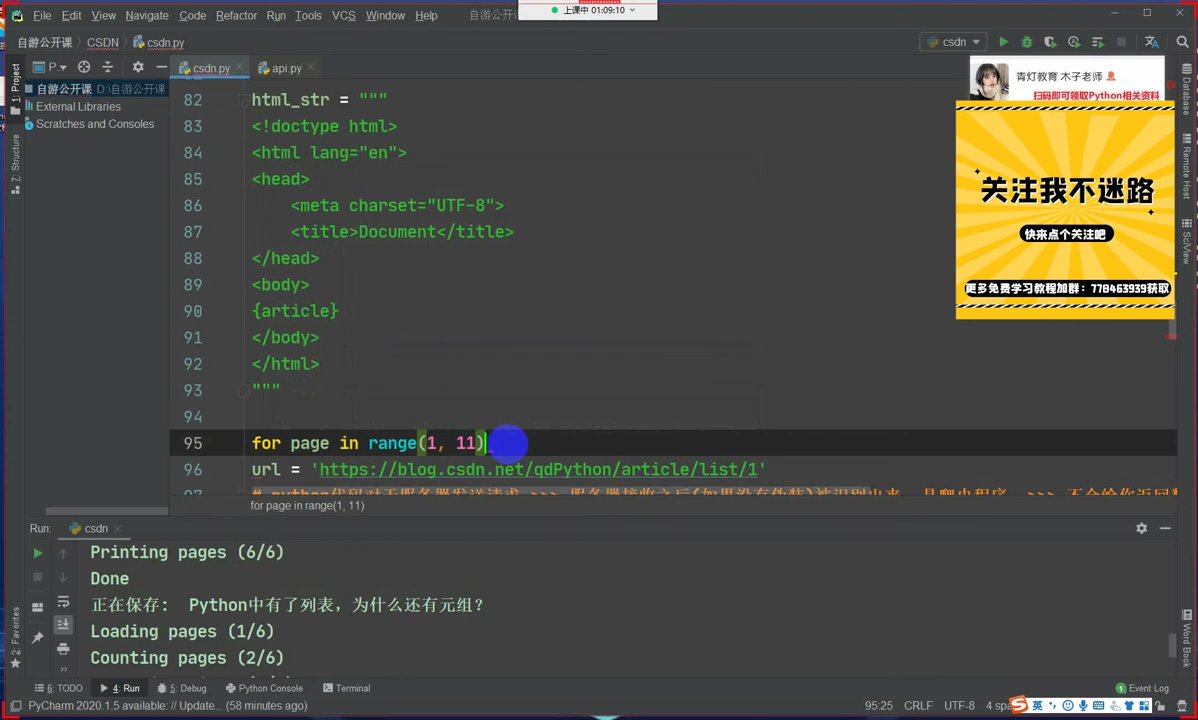 File Edit View Navigate Code Refactor Run Tools VCS Window Help 自游公开
上课中 01:09:10
自游公开课 CSDN csdn.py
csdn
P..
csdn.py
api.py
1: Project
自游公开课 D:\自游公开课
External Libraries
Scratches and Consoles
Z: Structure
82 html_str = """
83 <!doctype html>
84 <html lang="en">
85 <head>
86 <meta charset="UTF-8">
87 <title>Document</title>
88 </head>
89 <body>
90 {article}
91 </body>
92 </html>
93 """
94
95 for page in range(1, 11)
96 url = 'https://blog.csdn.net/qdPython/article/list/1'
for page in range(1, 11)
青灯教育 木子老师
扫码即可领取Python相关资料
关注我不迷路
快来点个关注吧
更多免费学习教程加群：778463939获取
Database
Remote Host
SciView
Word Book
Run: csdn
Printing pages (6/6)
Done
正在保存： Python中有了列表，为什么还有元组？
Loading pages (1/6)
Counting pages (2/6)
2: Favorites
6: TODO 4: Run 5: Debug Python Console Terminal
1 Event Log
PyCharm 2020.1.5 available: // Update... (58 minutes ago)
95:25 CRLF UTF-8 4 spa
英